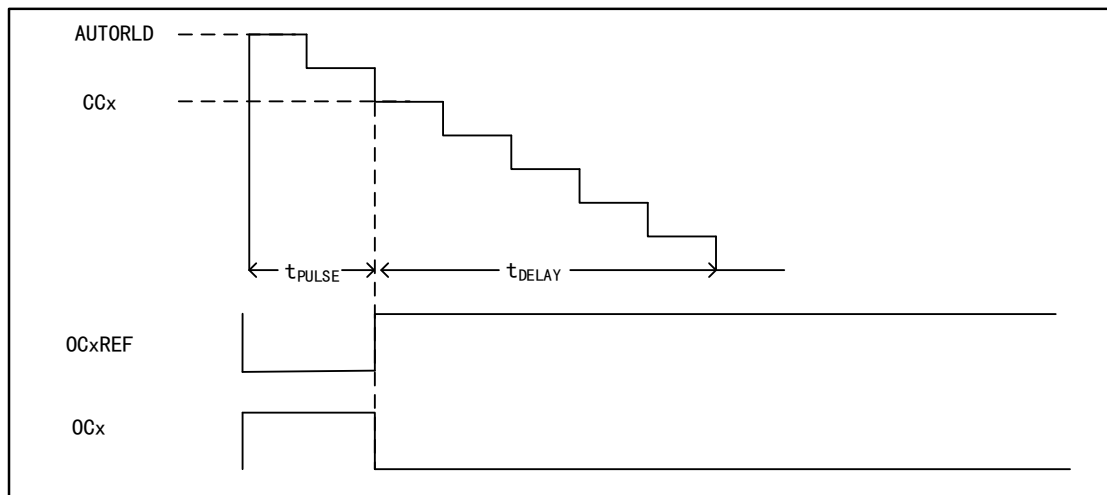 AUTORLD
CCx
tPULSE
tDELAY
OCxREF
OCx